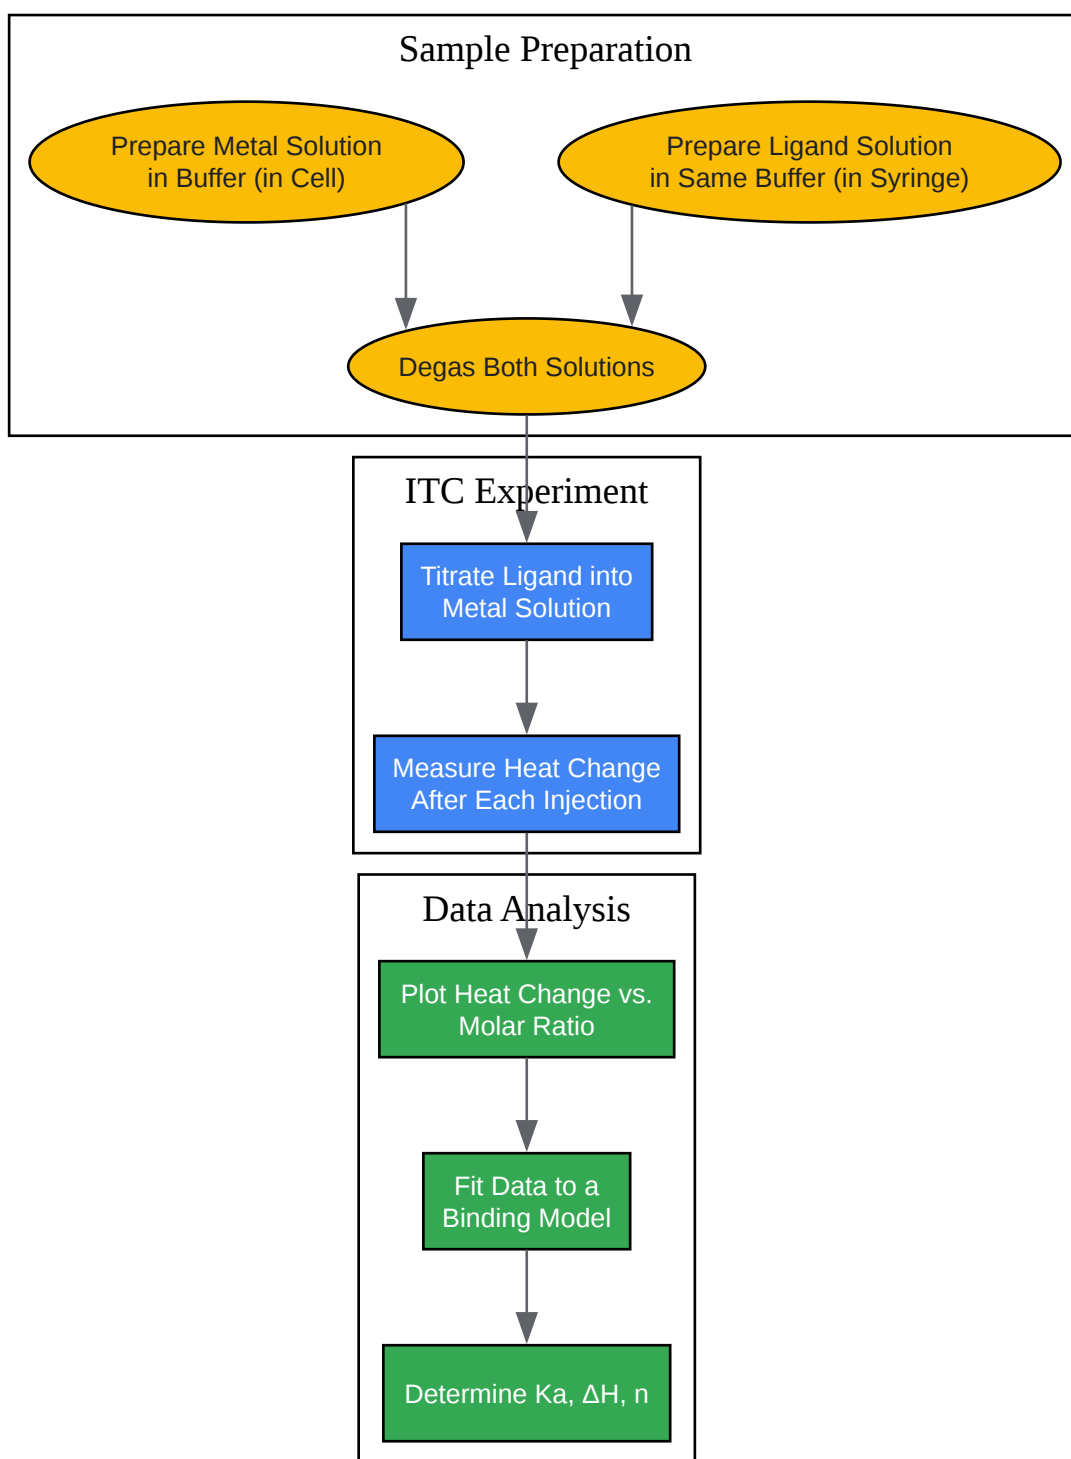 Sample Preparation
Prepare Metal Solution
in Buffer (in Cell)
Prepare Ligand Solution
in Same Buffer (in Syringe)
Degas Both Solutions
ITC Experiment
Titrate Ligand into
Metal Solution
Measure Heat Change
After Each Injection
Data Analysis
Plot Heat Change vs.
Molar Ratio
Fit Data to a
Binding Model
Determine Ka, ΔH, n